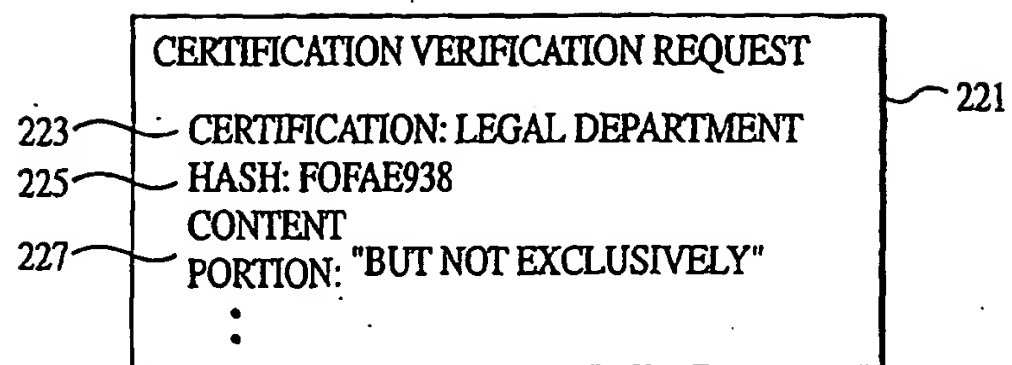 CERTIFICATION VERIFICATION REQUEST
221
223
CERTIFICATION: LEGAL DEPARTMENT
225
HASH: FOFAE938
CONTENT
227
PORTION: "BUT NOT EXCLUSIVELY"